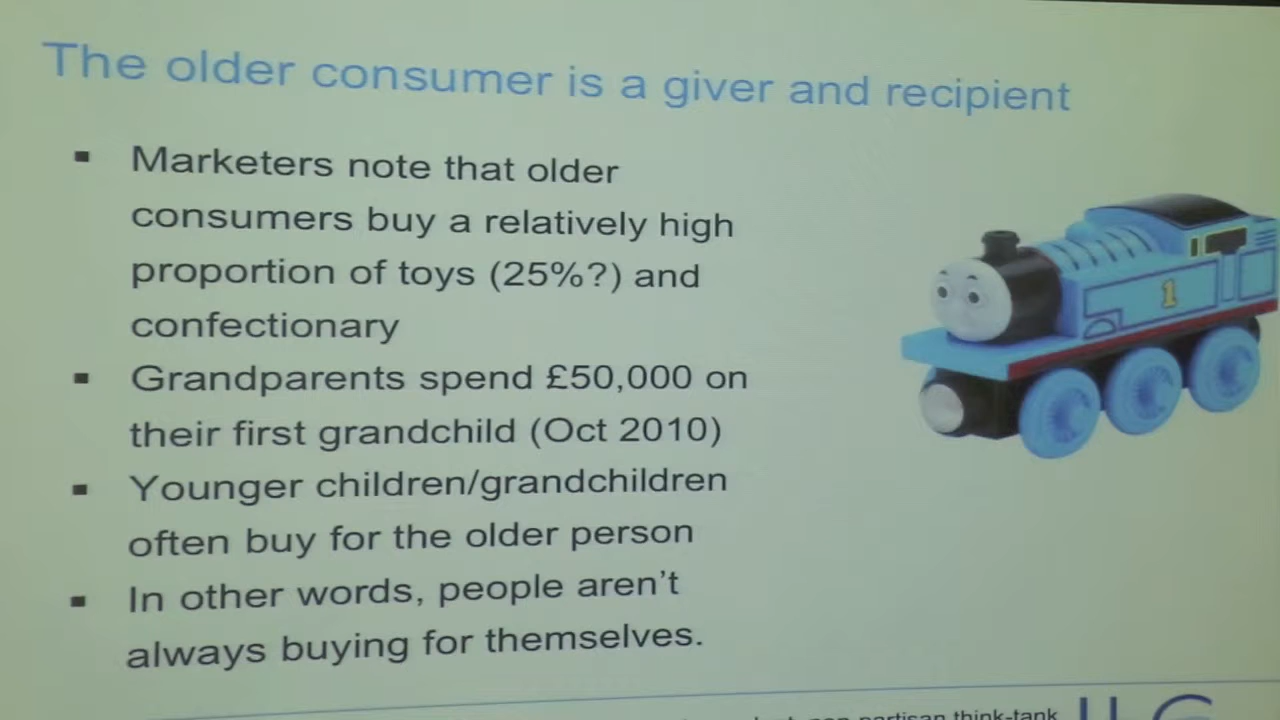 The older consumer is a giver and recipient
▪ Marketers note that older
consumers buy a relatively high
proportion of toys (25%?) and
confectionary
▪ Grandparents spend £50,000 on
their first grandchild (Oct 2010)
▪ Younger children/grandchildren
often buy for the older person
▪ In other words, people aren't
always buying for themselves.
1
partisan think-tank